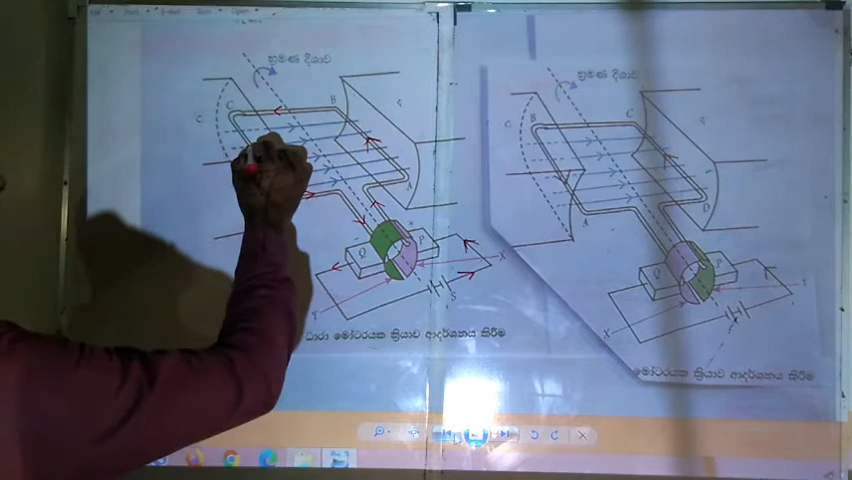 භ්‍රමණ දිශාව
C
B
A
Q
P
X
Y
S
ධාරා මෝටරයක ක්‍රියාව ආදර්ශනය කිරීම
භ්‍රමණ දිශාව
B
C
A
D
Q
P
Y
X
මෝටරයක ක්‍රියාව ආදර්ශනය කිරීම